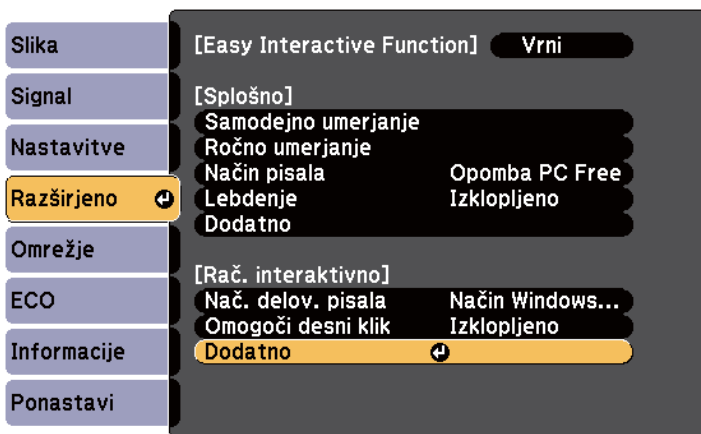 Slika
Signal
Nastavitve
Razširjeno
Omrežje
ECO
Informacije
Ponastavi
[Easy Interactive Function] Vrni
[Splošno]
Samodejno umerjanje
Ročno umerjanje
Način pisala Opomba PC Free
Lebdenje Izklopljeno
Dodatno
[Rač. interaktivno]
Nač. delov. pisala Način Windows...
Omogoči desni klik Izklopljeno
Dodatno